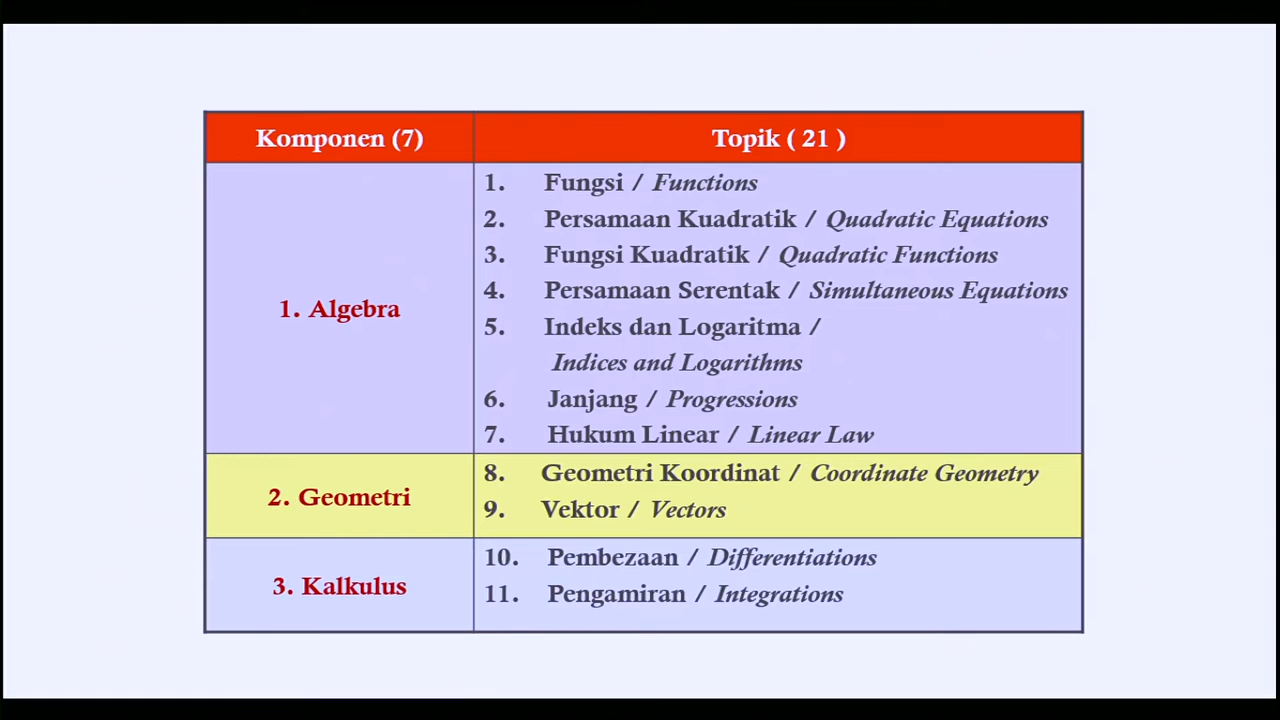 Komponen (7)
Topik ( 21 )
1. Algebra
1. Fungsi / Functions
2. Persamaan Kuadratik / Quadratic Equations
3. Fungsi Kuadratik / Quadratic Functions
4. Persamaan Serentak / Simultaneous Equations
5. Indeks dan Logaritma /
Indices and Logarithms
6. Janjang / Progressions
7. Hukum Linear / Linear Law
2. Geometri
8. Geometri Koordinat / Coordinate Geometry
9. Vektor / Vectors
3. Kalkulus
10. Pembezaan / Differentiations
11. Pengamiran / Integrations